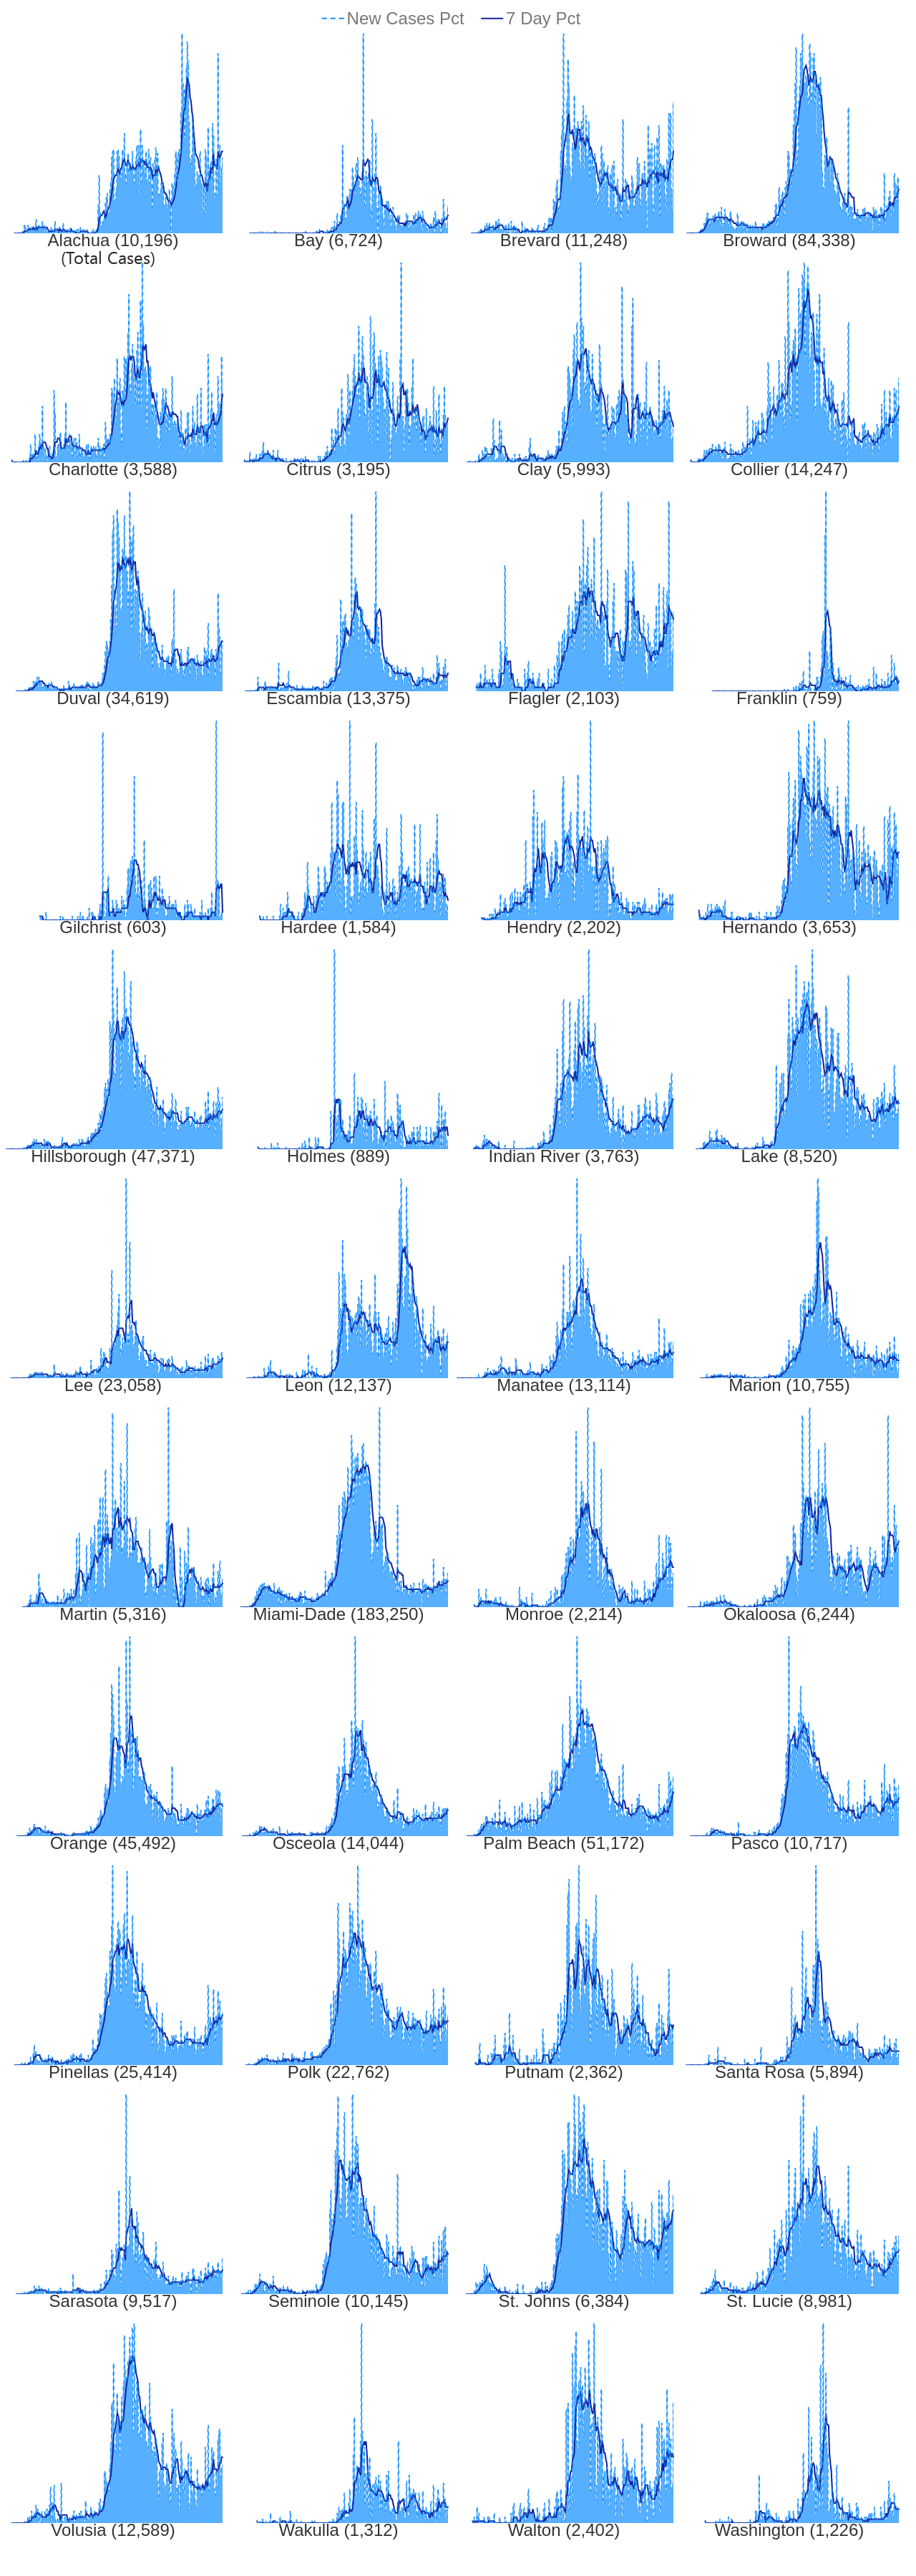 New Cases Pct 7 Day Pct
Alachua (10,196) Bay (6,724) Brevard (11,248) Broward (84,338)
(Total Cases)
Charlotte (3,588) Citrus (3,195) Clay (5,993) Collier (14,247)
Duval (34,619) Escambia (13,375) Flagler (2,103) Franklin (759)
Gilchrist (603) Hardee (1,584) Hendry (2,202) Hernando (3,653)
Hillsborough (47,371) Holmes (889) Indian River (3,763) Lake (8,520)
Lee (23,058) Leon (12,137) Manatee (13,114) Marion (10,755)
Martin (5,316) Miami-Dade (183,250) Monroe (2,214) Okaloosa (6,244)
Orange (45,492) Osceola (14,044) Palm Beach (51,172) Pasco (10,717)
Pinellas (25,414) Polk (22,762) Putnam (2,362) Santa Rosa (5,894)
Sarasota (9,517) Seminole (10,145) St. Johns (6,384) St. Lucie (8,981)
Volusia (12,589) Wakulla (1,312) Walton (2,402) Washington (1,226)